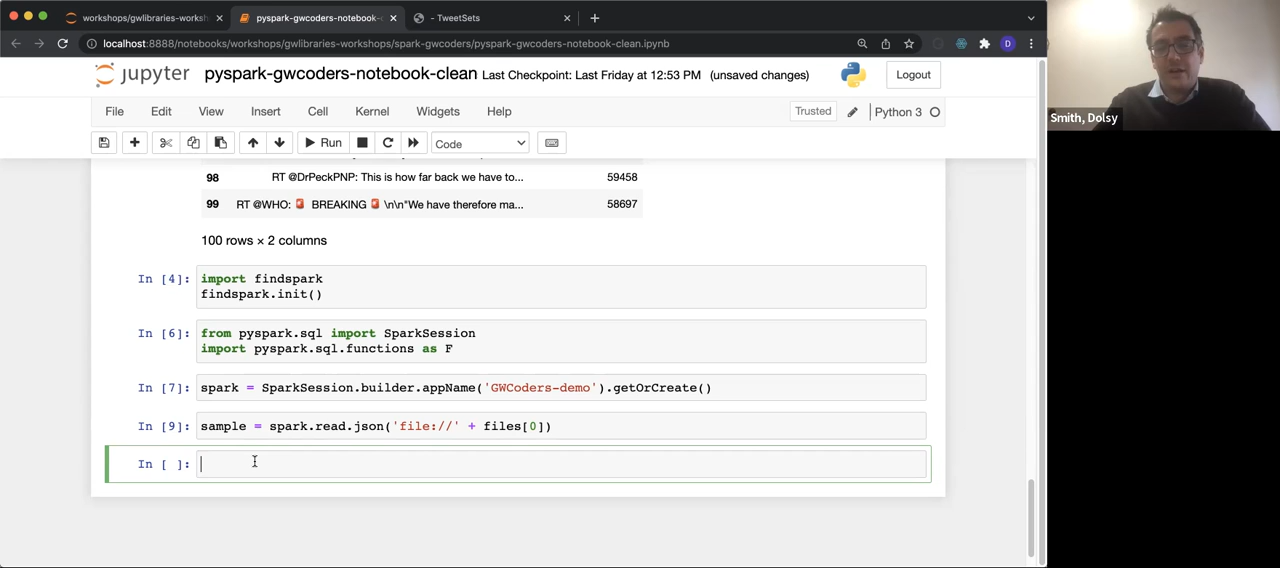 workshops/gwlibraries-worksh
pyspark-gwcoders-notebook-
- TweetSets
localhost:8888/notebooks/workshops/gwlibraries-workshops/spark-gwcoders/pyspark-gwcoders-notebook-clean.ipynb
D
Smith, Dolsy
jupyter pyspark-gwcoders-notebook-clean Last Checkpoint: Last Friday at 12:53 PM (unsaved changes) Logout
File Edit View Insert Cell Kernel Widgets Help Trusted Python 3
Run Code
98 RT @DrPeckPNP: This is how far back we have to... 59458
99 RT @WHO: 🚨 BREAKING 🚨 \n\n"We have therefore ma... 58697
100 rows × 2 columns
In [4]: import findspark
findspark.init()
In [6]: from pyspark.sql import SparkSession
import pyspark.sql.functions as F
In [7]: spark = SparkSession.builder.appName('GWCoders-demo').getOrCreate()
In [9]: sample = spark.read.json('file://' + files[0])
In [ ]: